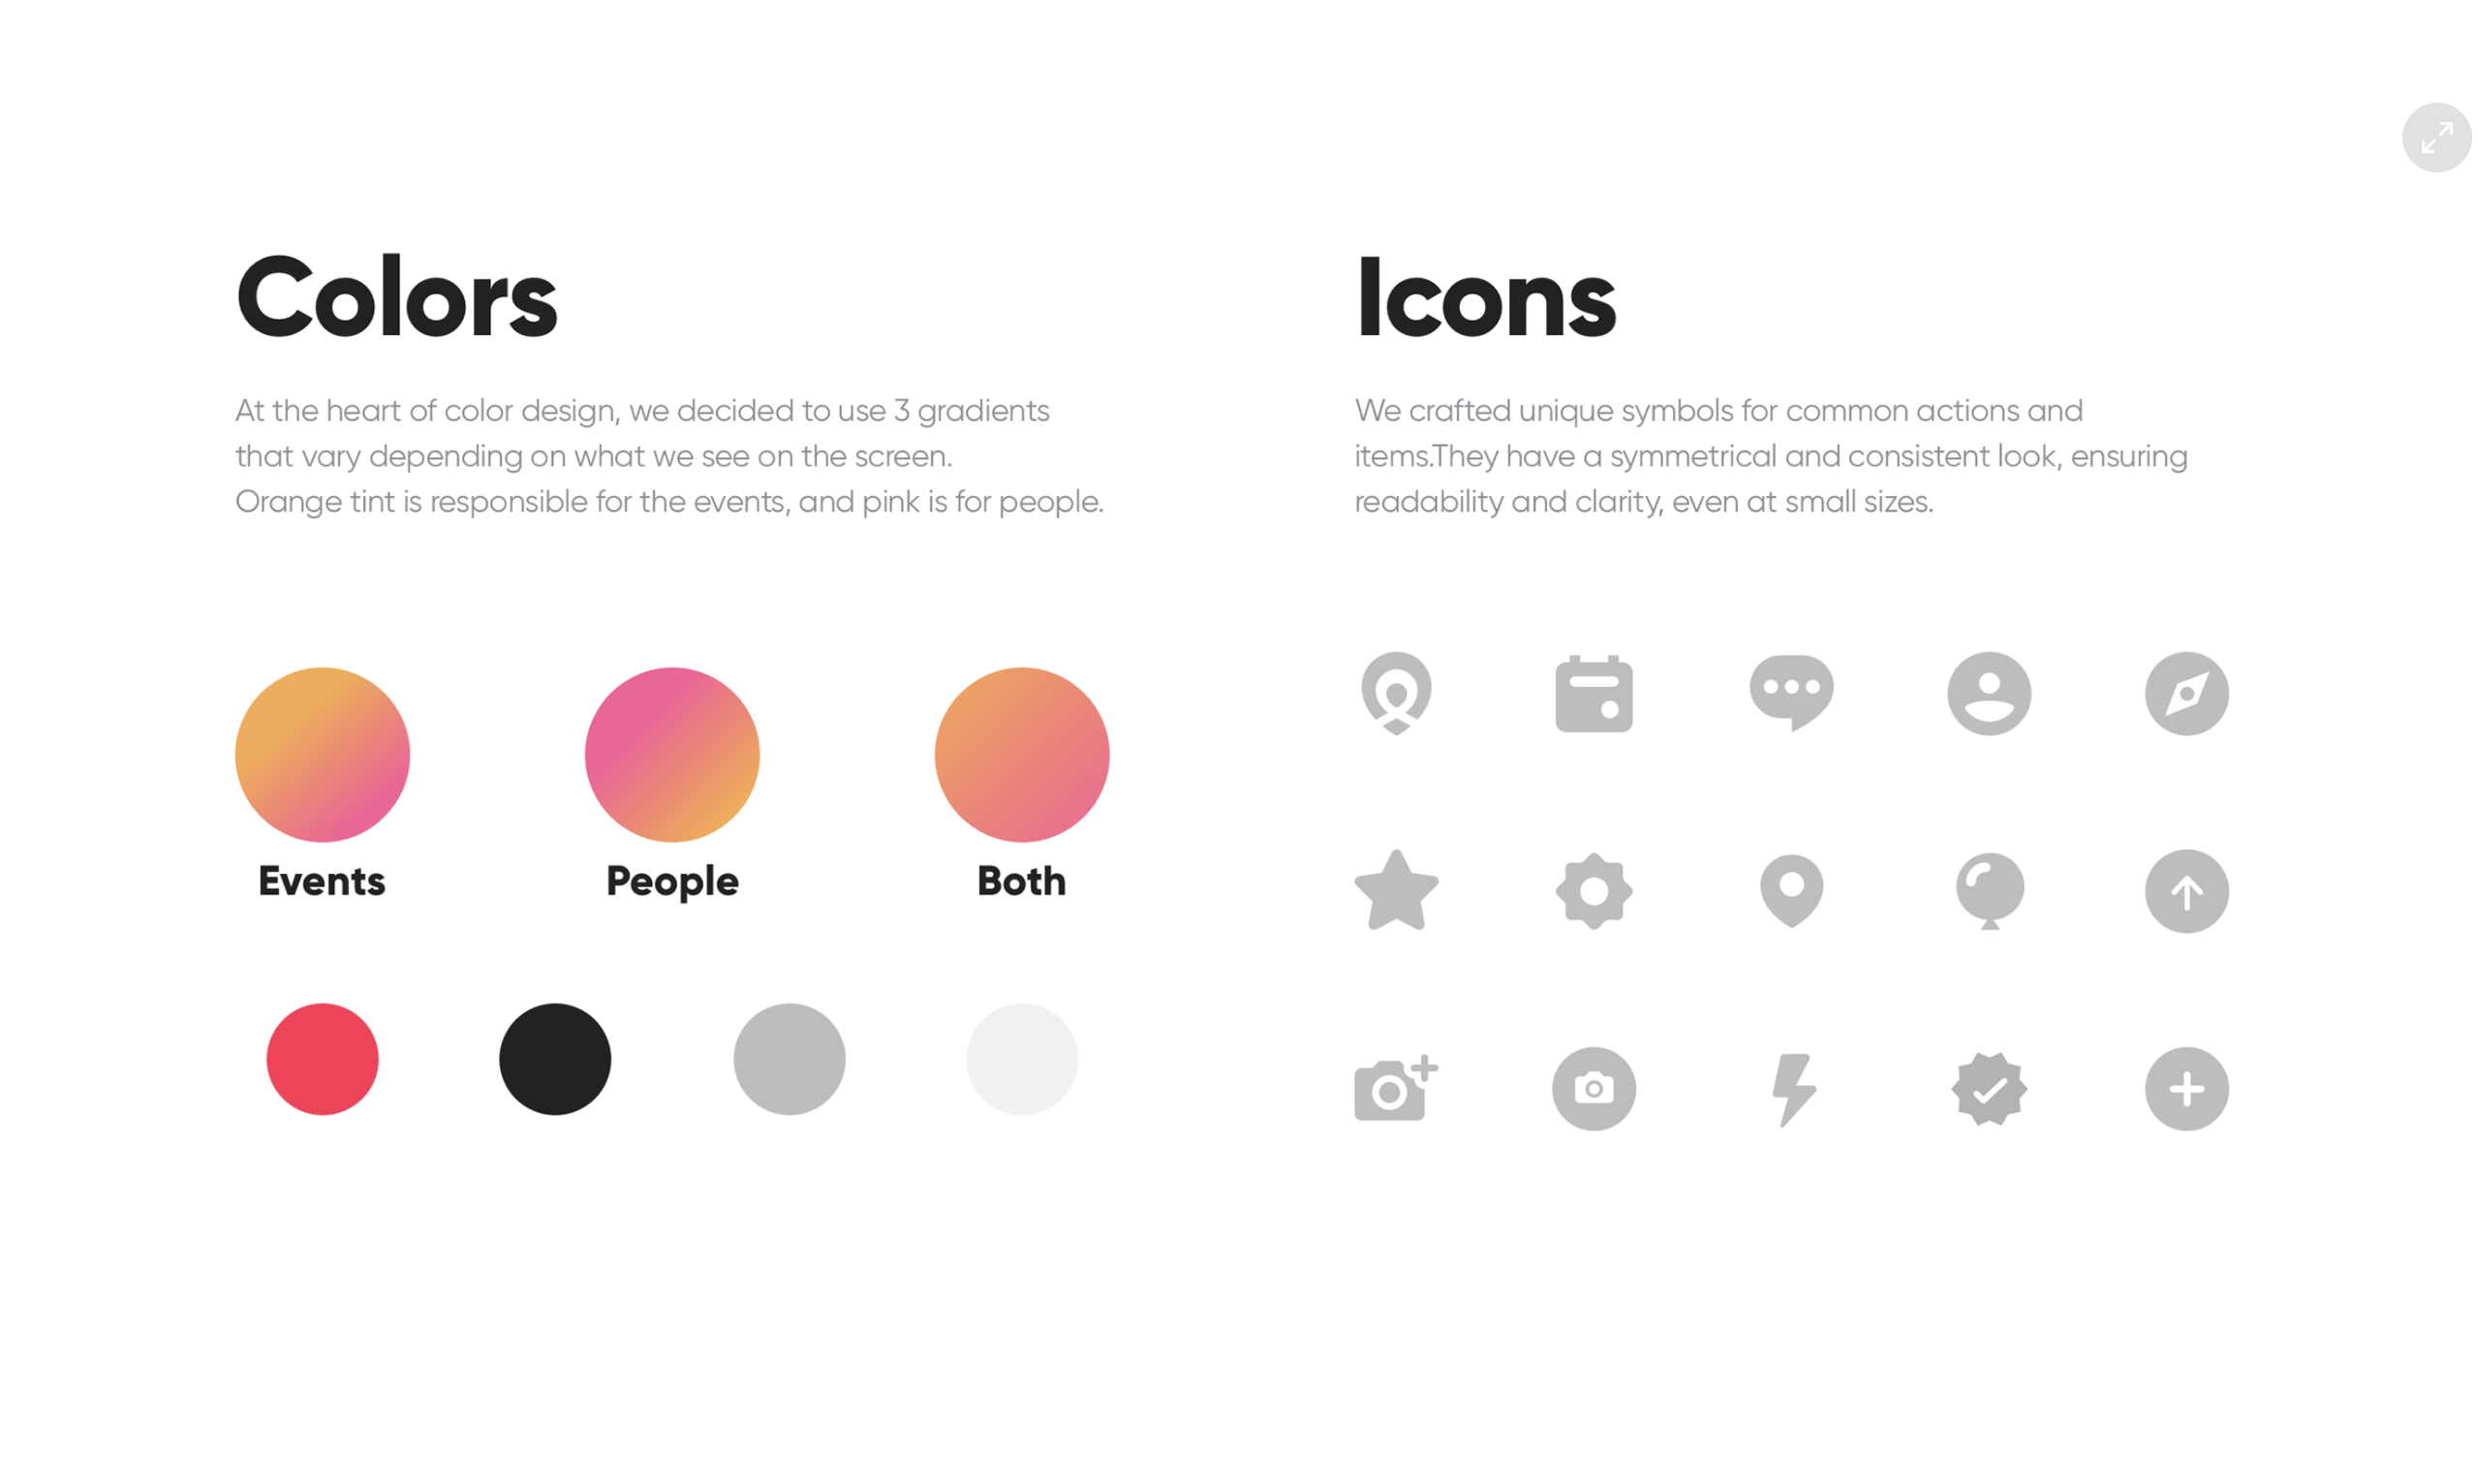 Colors
At the heart of color design, we decided to use 3 gradients
that vary depending on what we see on the screen.
Orange tint is responsible for the events, and pink is for people.
Events
People
Both
Icons
We crafted unique symbols for common actions and
items.They have a symmetrical and consistent look, ensuring
readability and clarity, even at small sizes.